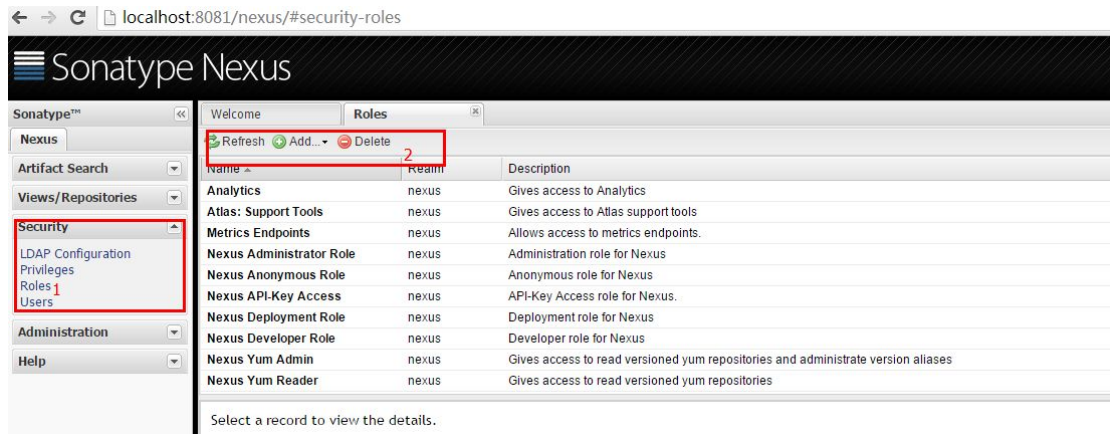 localhost:8081/nexus/#security-roles
Sonatype Nexus
Sonatype™
Welcome Roles
Nexus
Refresh Add... Delete
2
Artifact Search
Name Realm Description
Views/Repositories
Analytics nexus Gives access to Analytics
Atlas: Support Tools nexus Gives access to Atlas support tools
Security
Metrics Endpoints nexus Allows access to metrics endpoints.
LDAP Configuration
Nexus Administrator Role nexus Administration role for Nexus
Privileges
Nexus Anonymous Role nexus Anonymous role for Nexus
Roles 1
Nexus API-Key Access nexus API-Key Access role for Nexus.
Users
Nexus Deployment Role nexus Deployment role for Nexus
Administration
Nexus Developer Role nexus Developer role for Nexus
Help
Nexus Yum Admin nexus Gives access to read versioned yum repositories and administrate version aliases
Nexus Yum Reader nexus Gives access to read versioned yum repositories
Select a record to view the details.